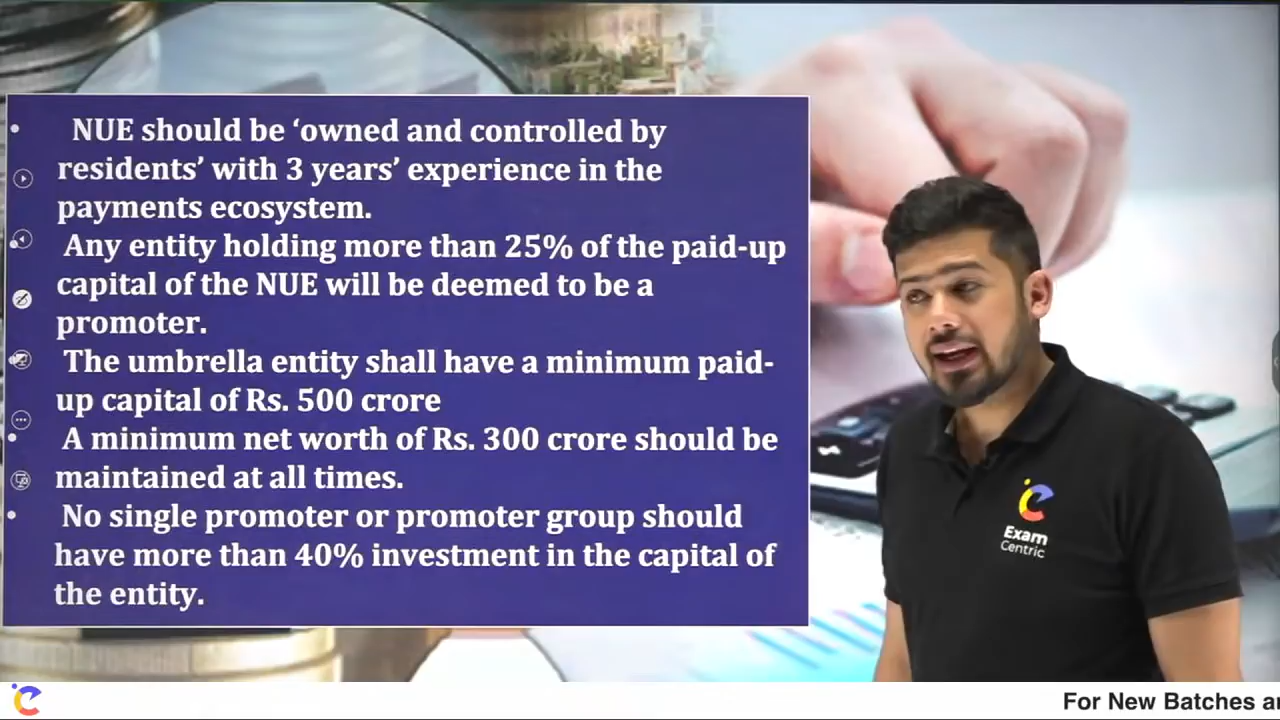 • NUE should be ‘owned and controlled by
residents’ with 3 years’ experience in the
payments ecosystem.
• Any entity holding more than 25% of the paid-up
capital of the NUE will be deemed to be a
promoter.
• The umbrella entity shall have a minimum paid-
up capital of Rs. 500 crore
• A minimum net worth of Rs. 300 crore should be
maintained at all times.
• No single promoter or promoter group should
have more than 40% investment in the capital of
the entity.
Exam
Centric
For New Batches